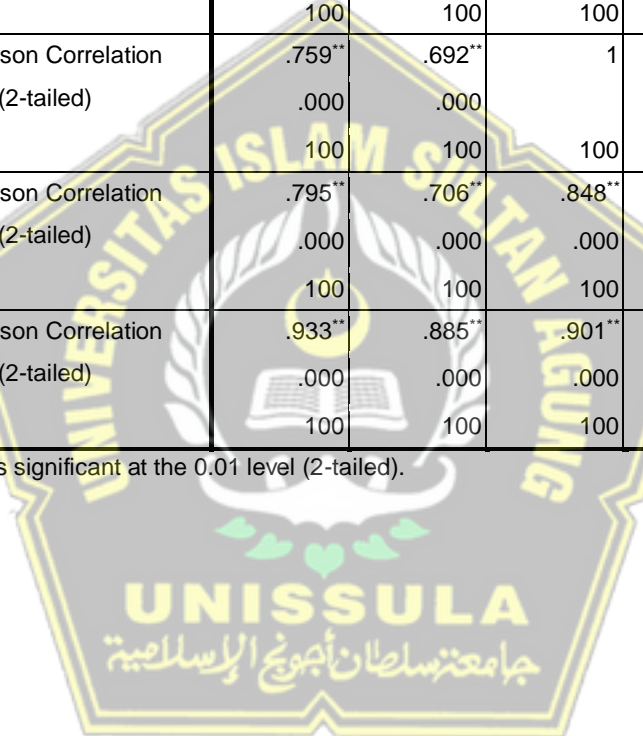 100 100 100
son Correlation .759** .692** 1
(2-tailed) .000 .000
100 100 100
son Correlation .795** .706** .848**
(2-tailed) .000 .000 .000
100 100 100
son Correlation .933** .885** .901**
(2-tailed) .000 .000 .000
100 100 100
s significant at the 0.01 level (2-tailed).
UNIVERSITAS ISLAM SULTAN AGUNG
UNISSULA
جامعة سلطان أجونج الإسلامية